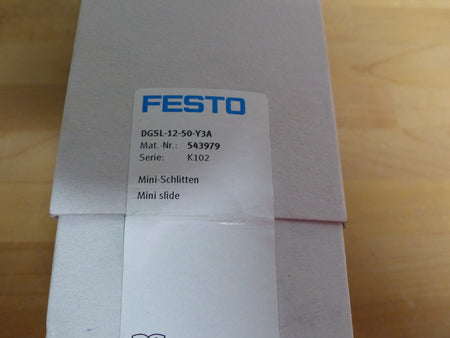 FESTO
DGSL-12-50-Y3A
Mat. Nr.: 543979
Serie: K102
Mini-Schlitten
Mini slide